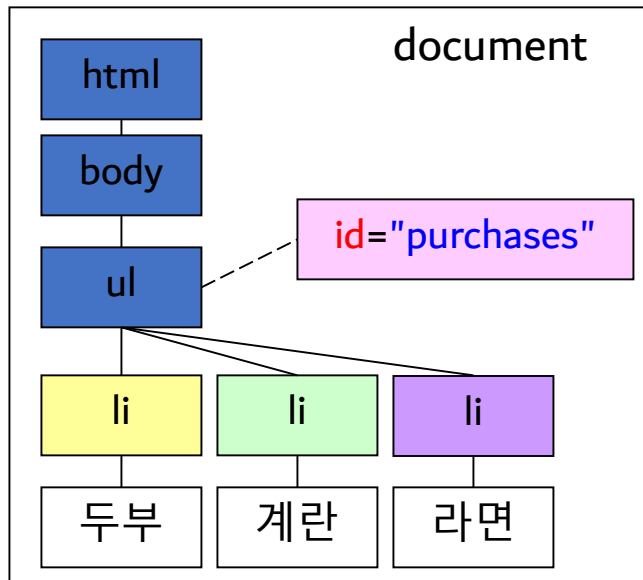 document
html
body
id="purchases"
ul
li li li
두부 계란 라면